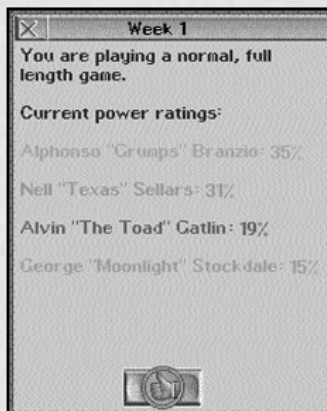 Week 1
You are playing a normal, full
length game.
Current power ratings:
Alphonso "Grumps" Branzio: 35%
Nell "Texas" Sellars: 31%
Alvin "The Toad" Gatlin: 19%
George "Moonlight" Stockdale: 15%